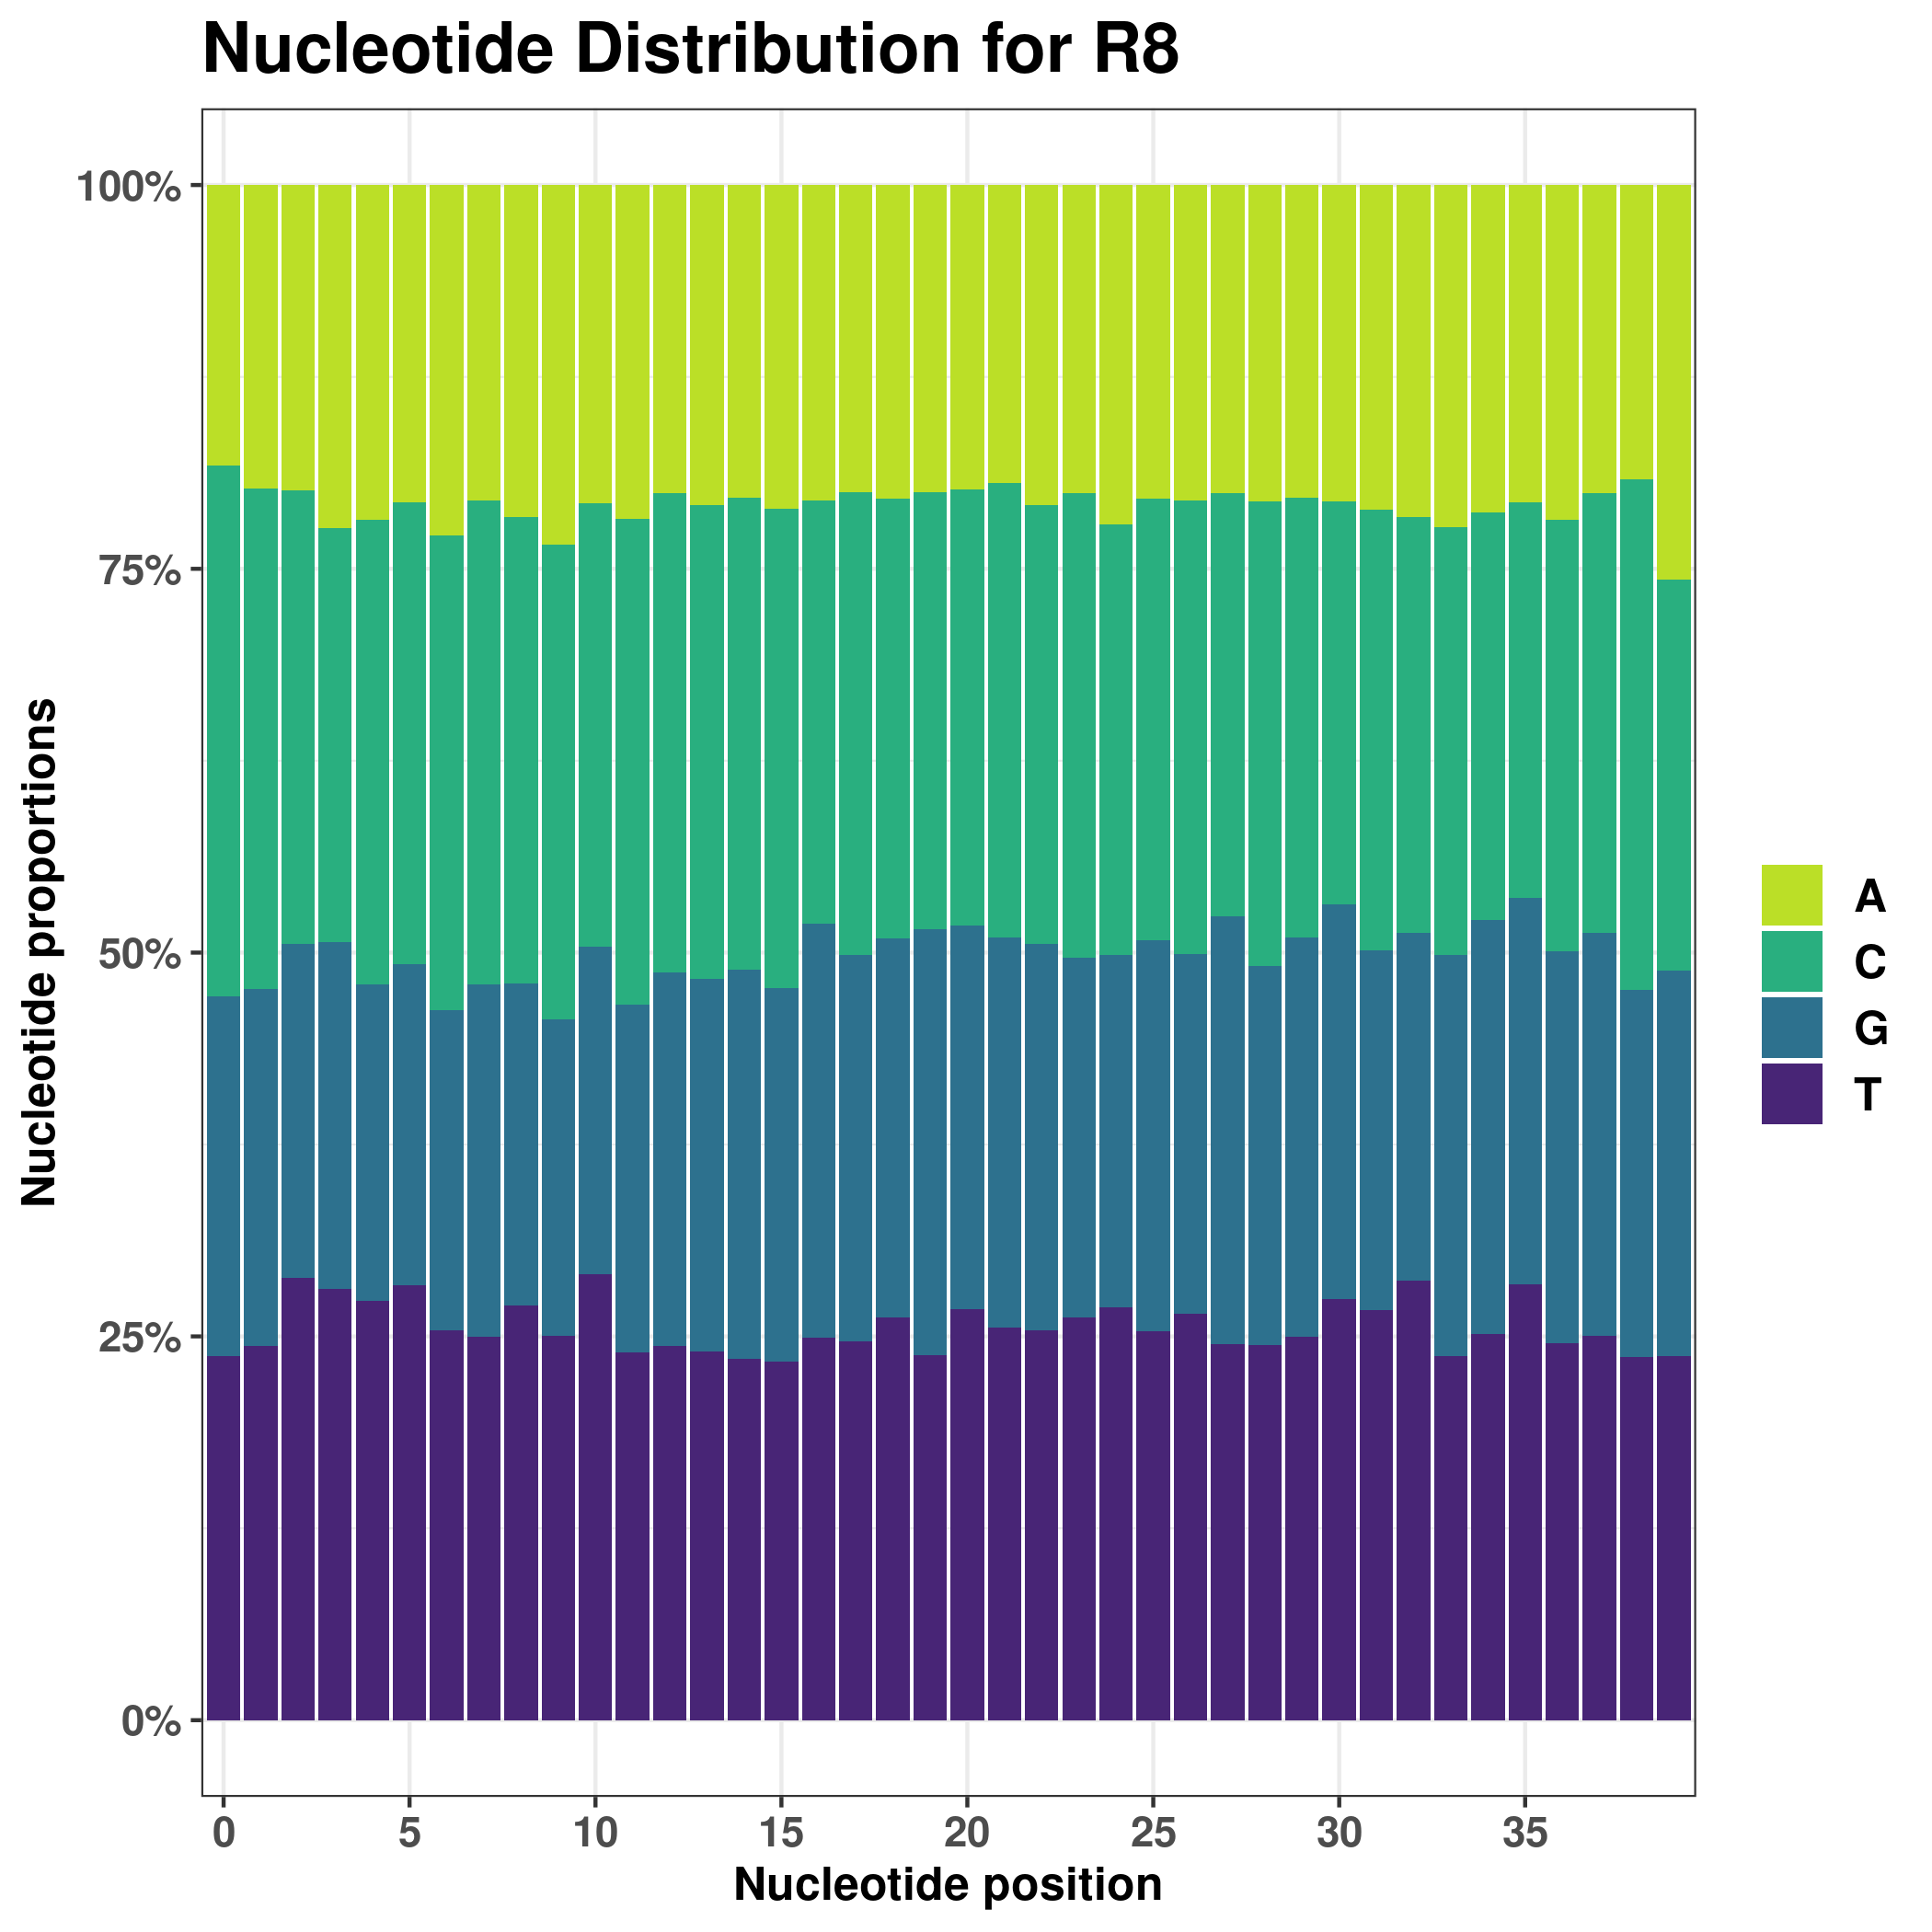 Nucleotide Distribution for R8
100%
75%
50%
25%
0%
Nucleotide proportions
0 5 10 15 20 25 30 35
Nucleotide position
A
C
G
T